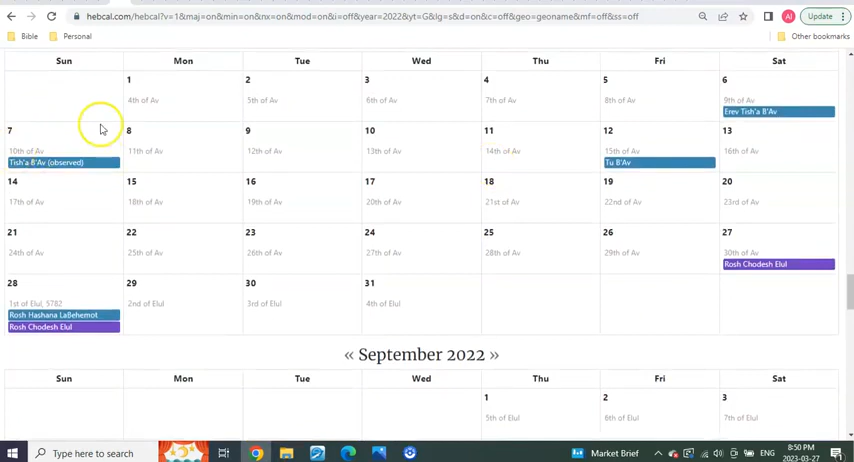 hebcal.com/hebcal?v=1&maj=on&min=on&nx=on&mod=on&i=off&year=2022&yt=G&lg=s&d=on&c=off&geo=geoname&mf=off&ss=off
AI
Update
Bible
Personal
Other bookmarks
Sun Mon Tue Wed Thu Fri Sat
1 2 3 4 5 6
4th of Av 5th of Av 6th of Av 7th of Av 8th of Av 9th of Av
Erev Tish'a B'Av
7 8 9 10 11 12 13
10th of Av 11th of Av 12th of Av 13th of Av 14th of Av 15th of Av 16th of Av
Tish'a B'Av (observed) Tu B'Av
14 15 16 17 18 19 20
17th of Av 18th of Av 19th of Av 20th of Av 21st of Av 22nd of Av 23rd of Av
21 22 23 24 25 26 27
24th of Av 25th of Av 26th of Av 27th of Av 28th of Av 29th of Av 30th of Av
Rosh Chodesh Elul
28 29 30 31
1st of Elul, 5782 2nd of Elul 3rd of Elul 4th of Elul
Rosh Hashana LaBehemot
Rosh Chodesh Elul
« September 2022 »
Sun Mon Tue Wed Thu Fri Sat
1 2 3
5th of Elul 6th of Elul 7th of Elul
Type here to search
Market Brief
ENG
8:50 PM
2023-03-27